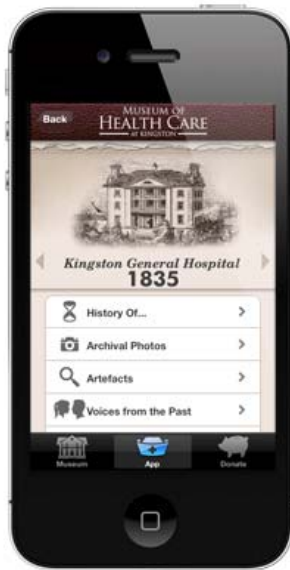 Back
MUSEUM OF
HEALTH CARE
AT KINGSTON
Kingston General Hospital
1835
History Of...
Archival Photos
Artefacts
Voices from the Past
Museum
App
Donate